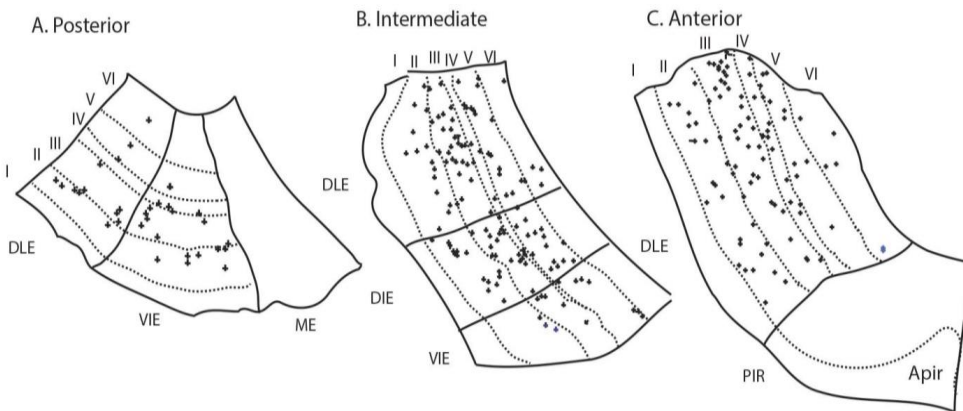 A. Posterior
VI
V
IV
III
II
I
DLE
VIE
ME
B. Intermediate
I
II
III
IV
V
VI
DLE
DIE
VIE
C. Anterior
I
II
III
IV
V
VI
DLE
PIR
Apir